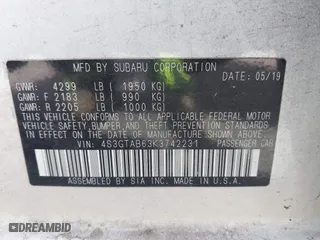 MFD BY SUBARU CORPORATION
DATE: 05/19
GVWR: 4299 LB ( 1950 KG)
GAWR: F 2183 LB ( 990 KG)
GAWR: R 2205 LB ( 1000 KG)
THIS VEHICLE CONFORMS TO ALL APPLICABLE FEDERAL MOTOR
VEHICLE SAFETY, BUMPER, AND THEFT PREVENTION STANDARDS
IN EFFECT ON THE DATE OF MANUFACTURE SHOWN ABOVE.
VIN: 4S3GTAB63K3742231
PASSENGER CAR
ASSEMBLED BY SIA INC. MADE IN U.S.A.